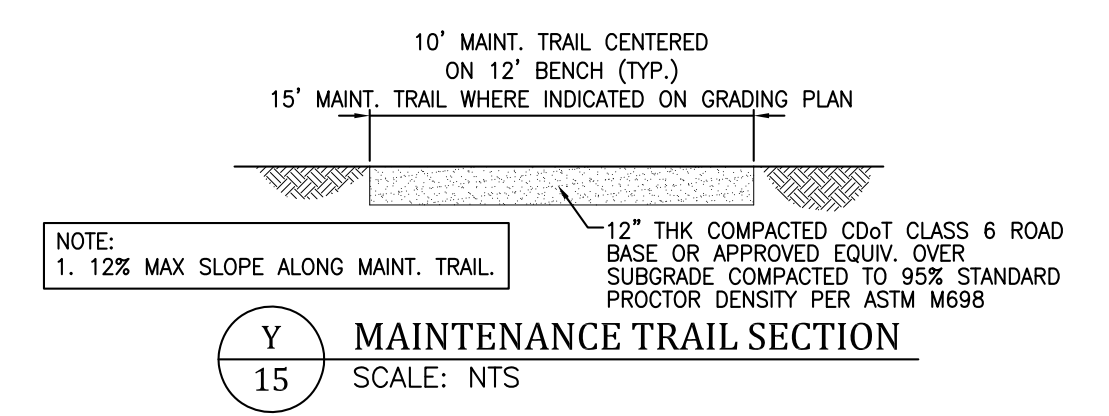 10' MAINT. TRAIL CENTERED
ON 12' BENCH (TYP.)
15' MAINT. TRAIL WHERE INDICATED ON GRADING PLAN
12" THK COMPACTED CDoT CLASS 6 ROAD
BASE OR APPROVED EQUIV. OVER
SUBGRADE COMPACTED TO 95% STANDARD
PROCTOR DENSITY PER ASTM M698
NOTE:
1. 12% MAX SLOPE ALONG MAINT. TRAIL.
Y
15
MAINTENANCE TRAIL SECTION
SCALE: NTS